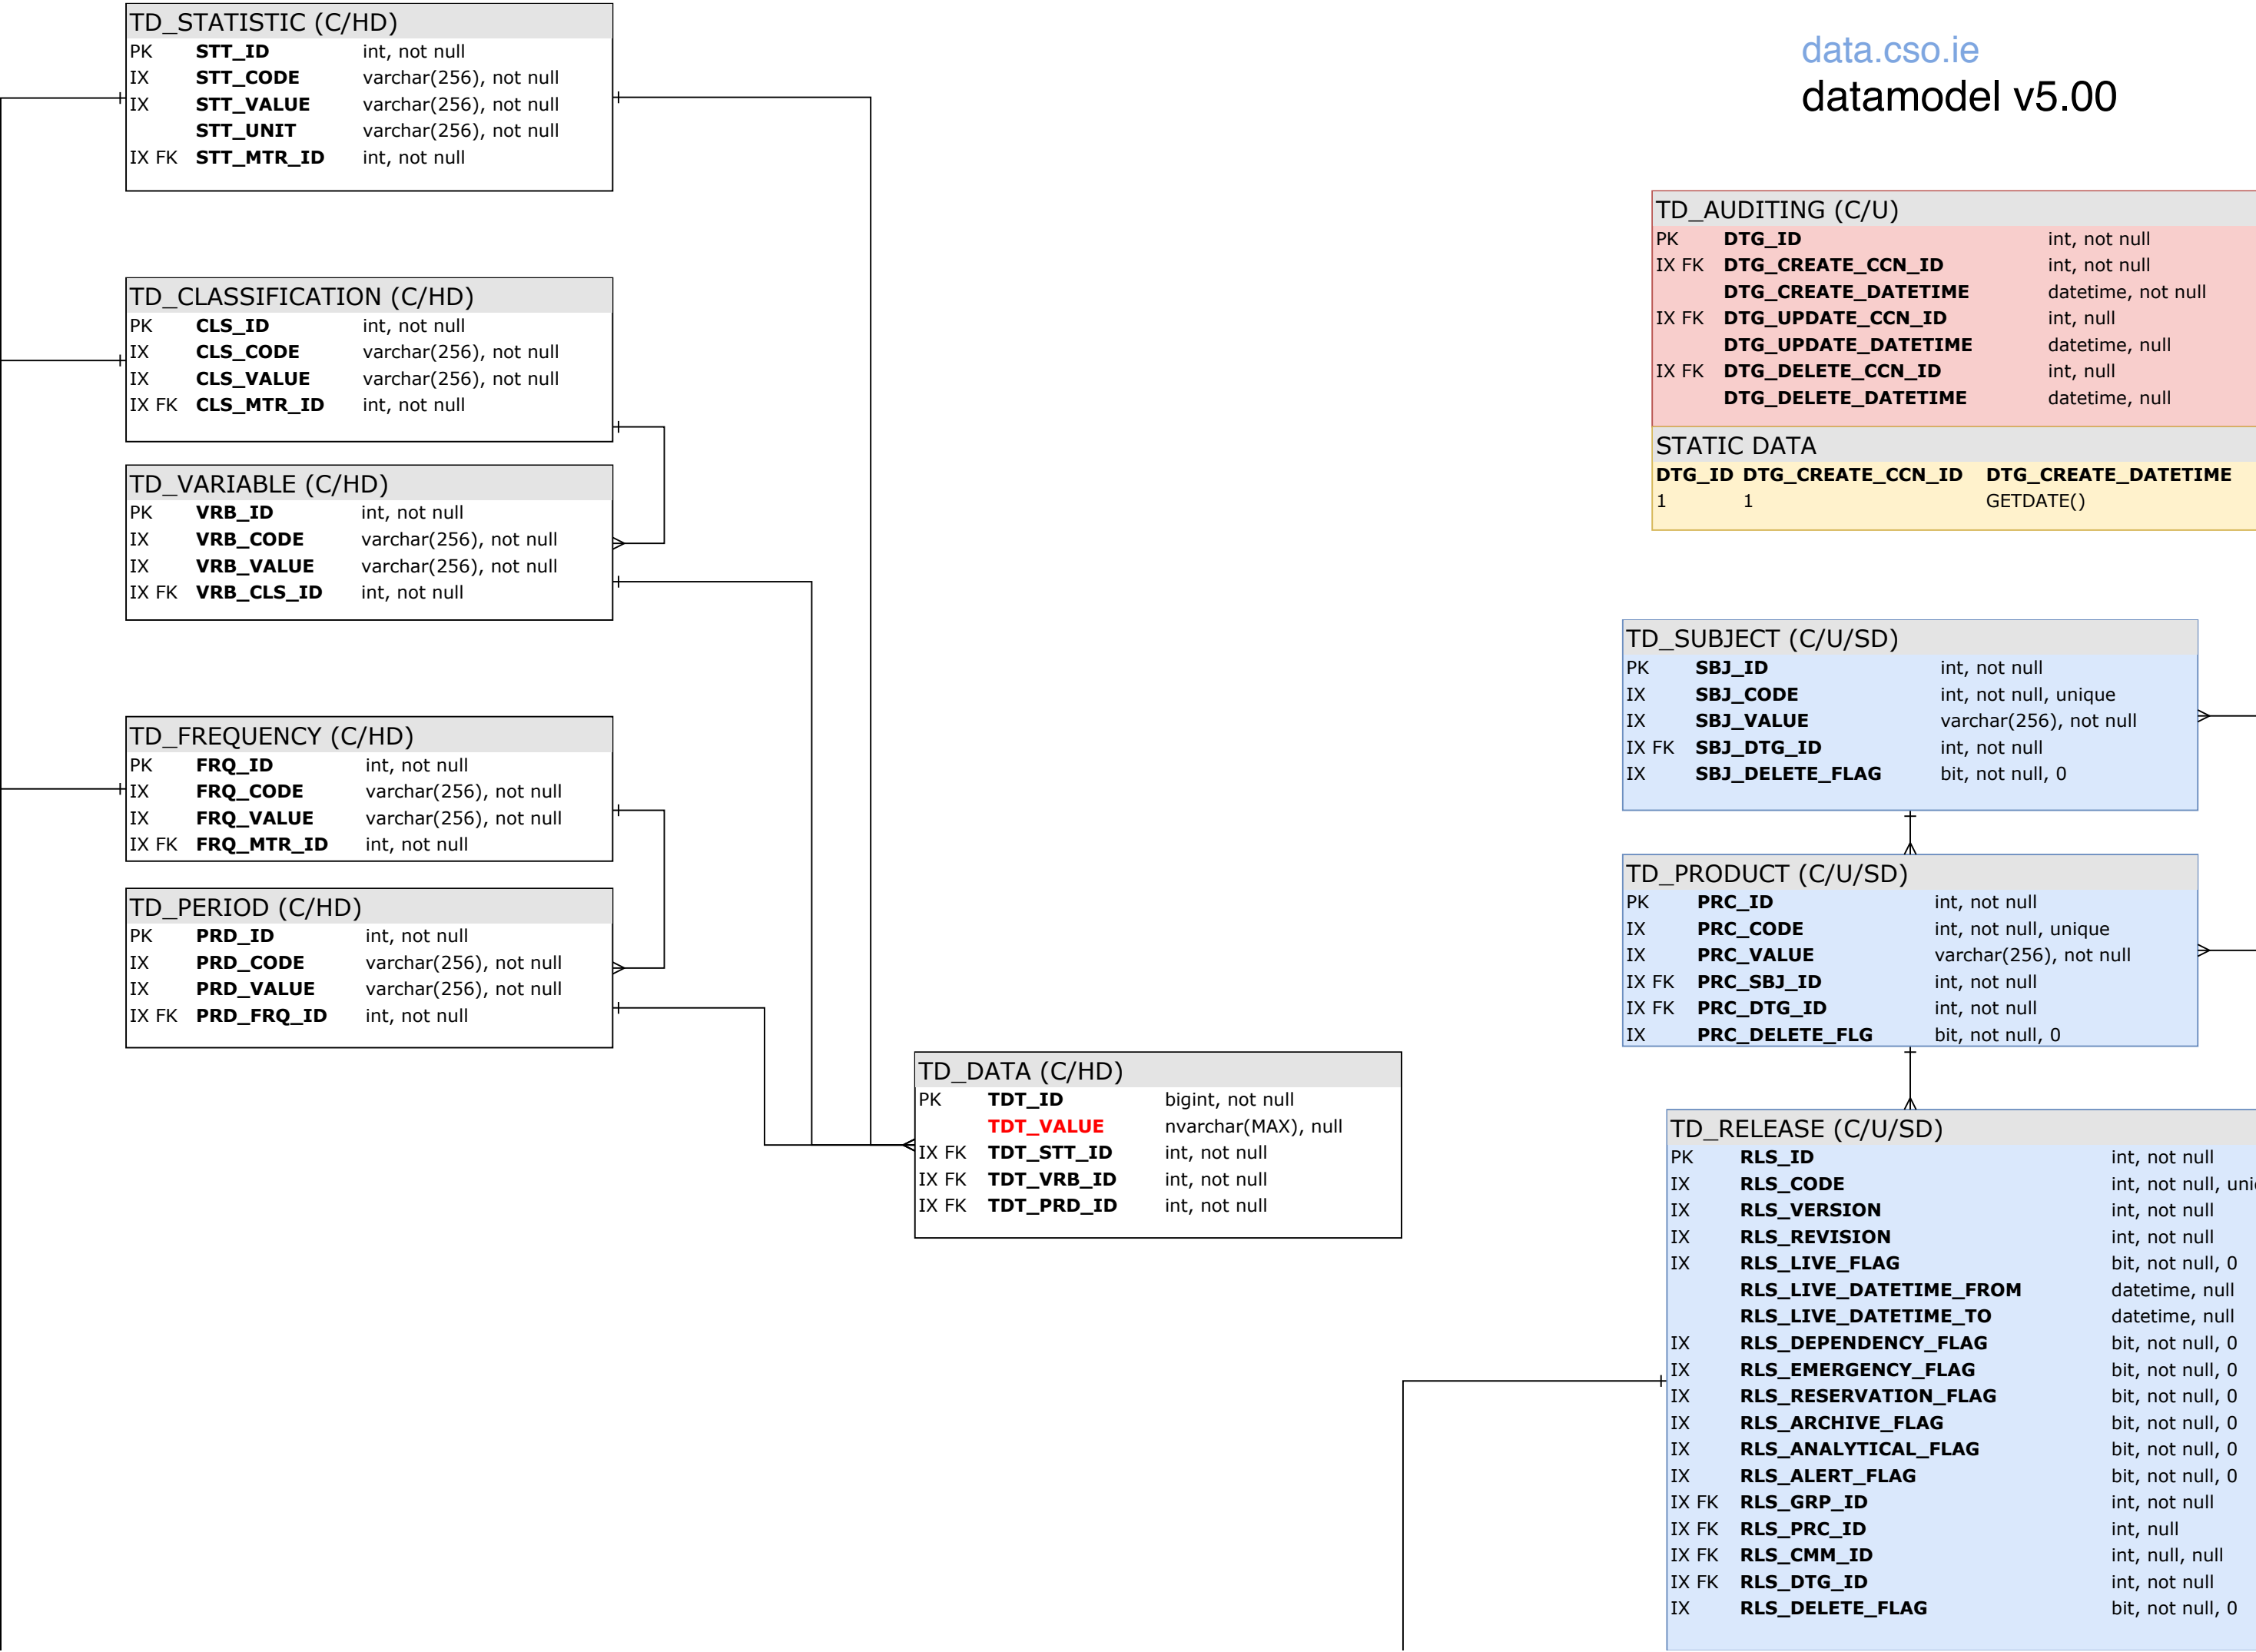 TD_STATISTIC (C/HD)
PK STT_ID int, not null
IX STT_CODE varchar(256), not null
IX STT_VALUE varchar(256), not null
STT_UNIT varchar(256), not null
IX FK STT_MTR_ID int, not null
TD_CLASSIFICATION (C/HD)
PK CLS_ID int, not null
IX CLS_CODE varchar(256), not null
IX CLS_VALUE varchar(256), not null
IX FK CLS_MTR_ID int, not null
TD_VARIABLE (C/HD)
PK VRB_ID int, not null
IX VRB_CODE varchar(256), not null
IX VRB_VALUE varchar(256), not null
IX FK VRB_CLS_ID int, not null
TD_FREQUENCY (C/HD)
PK FRQ_ID int, not null
IX FRQ_CODE varchar(256), not null
IX FRQ_VALUE varchar(256), not null
IX FK FRQ_MTR_ID int, not null
TD_PERIOD (C/HD)
PK PRD_ID int, not null
IX PRD_CODE varchar(256), not null
IX PRD_VALUE varchar(256), not null
IX FK PRD_FRQ_ID int, not null
TD_DATA (C/HD)
PK TDT_ID bigint, not null
TDT_VALUE nvarchar(MAX), null
IX FK TDT_STT_ID int, not null
IX FK TDT_VRB_ID int, not null
IX FK TDT_PRD_ID int, not null
data.cso.ie
datamodel v5.00
TD_AUDITING (C/U)
PK DTG_ID int, not null
IX FK DTG_CREATE_CCN_ID int, not null
DTG_CREATE_DATETIME datetime, not null
IX FK DTG_UPDATE_CCN_ID int, null
DTG_UPDATE_DATETIME datetime, null
IX FK DTG_DELETE_CCN_ID int, null
DTG_DELETE_DATETIME datetime, null
STATIC DATA
DTG_ID DTG_CREATE_CCN_ID DTG_CREATE_DATETIME
1 1 GETDATE()
TD_SUBJECT (C/U/SD)
PK SBJ_ID int, not null
IX SBJ_CODE int, not null, unique
IX SBJ_VALUE varchar(256), not null
IX FK SBJ_DTG_ID int, not null
IX SBJ_DELETE_FLAG bit, not null, 0
TD_PRODUCT (C/U/SD)
PK PRC_ID int, not null
IX PRC_CODE int, not null, unique
IX PRC_VALUE varchar(256), not null
IX FK PRC_SBJ_ID int, not null
IX FK PRC_DTG_ID int, not null
IX PRC_DELETE_FLG bit, not null, 0
TD_RELEASE (C/U/SD)
PK RLS_ID int, not null
IX RLS_CODE int, not null,
IX RLS_VERSION int, not null
IX RLS_REVISION int, not null
IX RLS_LIVE_FLAG bit, not null, 0
RLS_LIVE_DATETIME_FROM datetime, null
RLS_LIVE_DATETIME_TO datetime, null
IX RLS_DEPENDENCY_FLAG bit, not null, 0
IX RLS_EMERGENCY_FLAG bit, not null, 0
IX RLS_RESERVATION_FLAG bit, not null, 0
IX RLS_ARCHIVE_FLAG bit, not null, 0
IX RLS_ANALYTICAL_FLAG bit, not null, 0
IX RLS_ALERT_FLAG bit, not null, 0
IX FK RLS_GRP_ID int, not null
IX FK RLS_PRC_ID int, null
IX FK RLS_CMM_ID int, null, null
IX FK RLS_DTG_ID int, not null
IX RLS_DELETE_FLAG bit, not null, 0